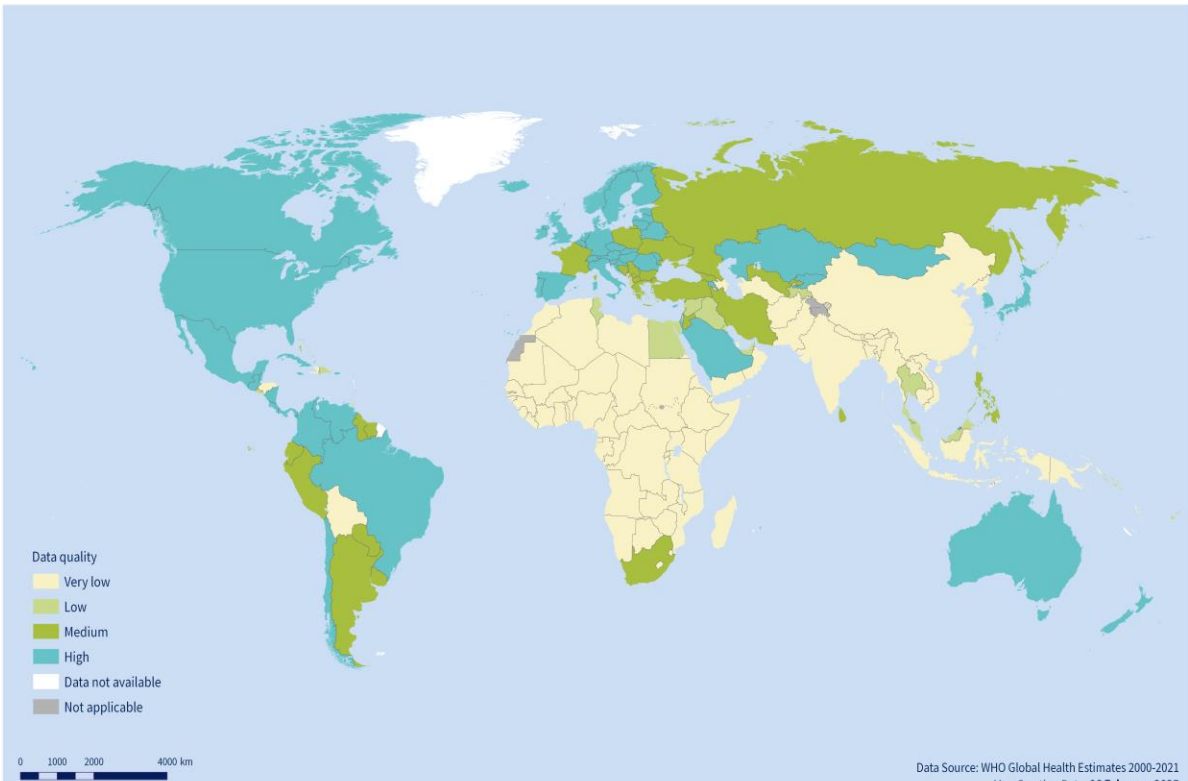 Data quality
Very low
Low
Medium
High
Data not available
Not applicable
0 1000 2000 4000 km
Data Source: WHO Global Health Estimates 2000-2021